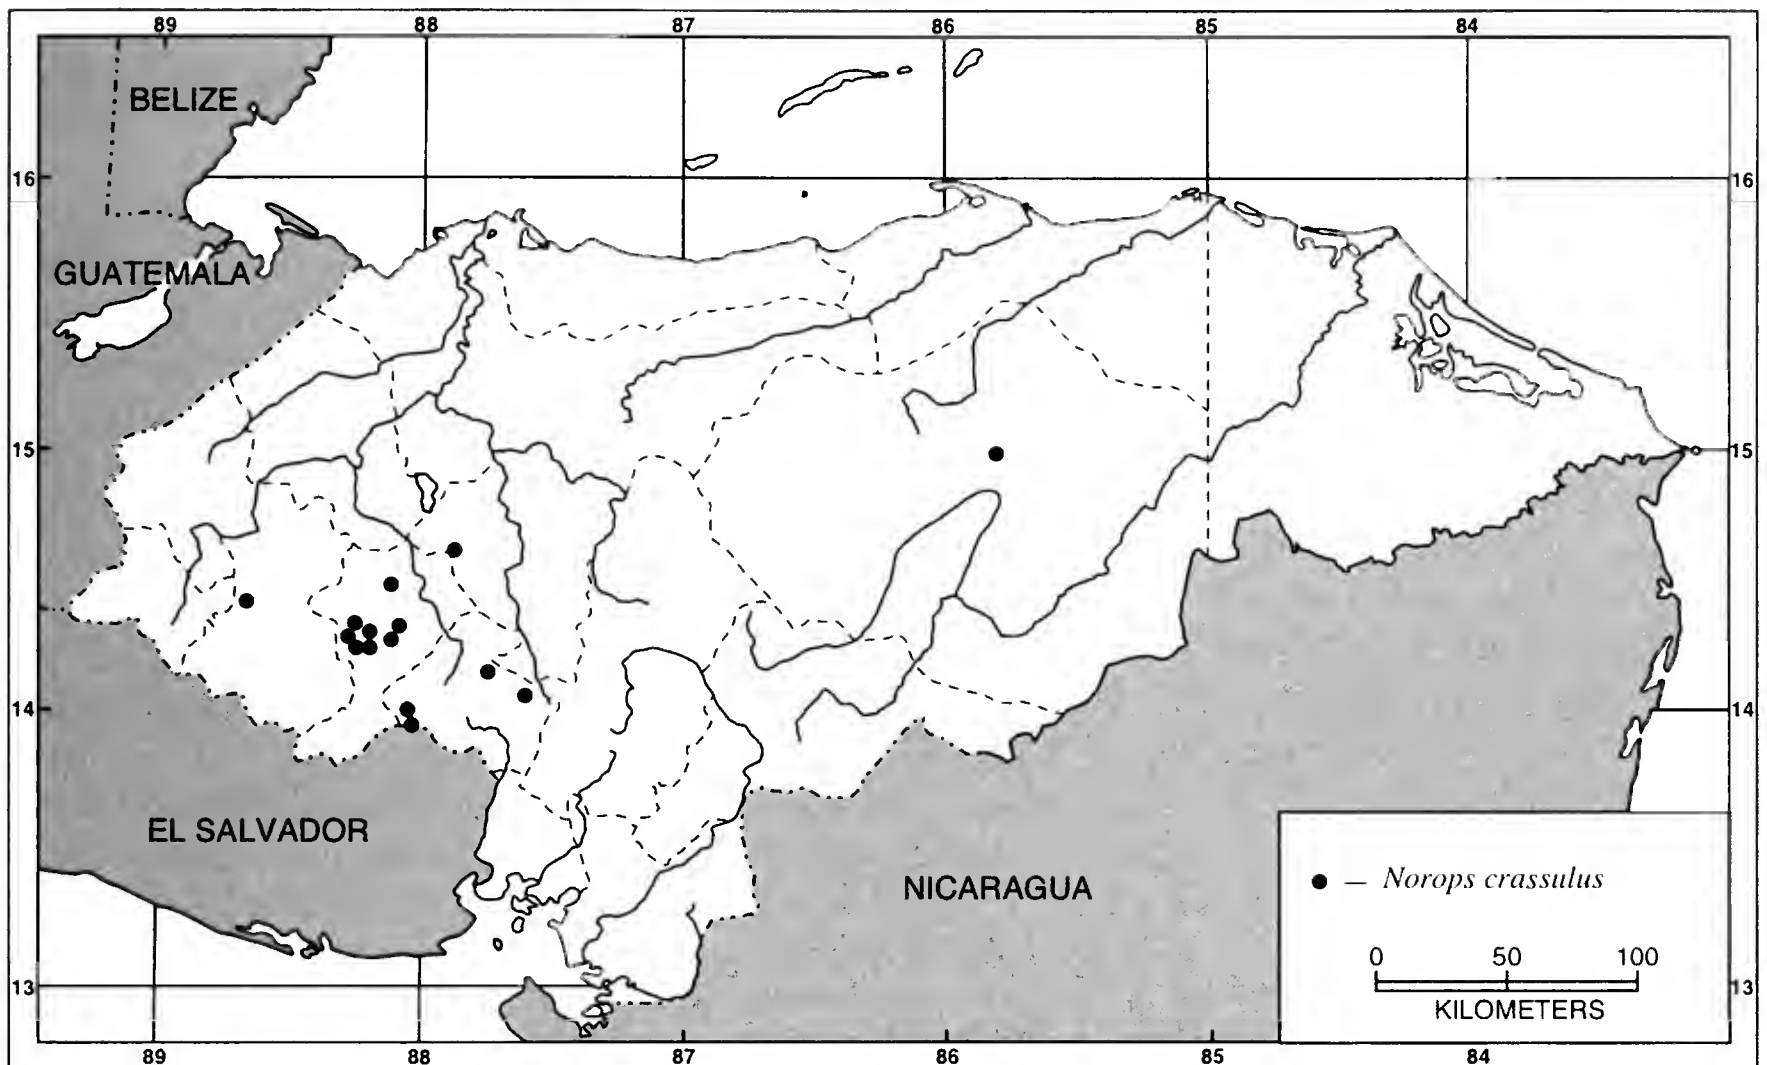 89 88 87 86 85 84
BELIZE
16 16
GUATEMALA
15 15
14 14
EL SALVADOR
NICARAGUA
● — Norops crassulus
0 50 100
KILOMETERS
13 13
89 88 87 86 85 84